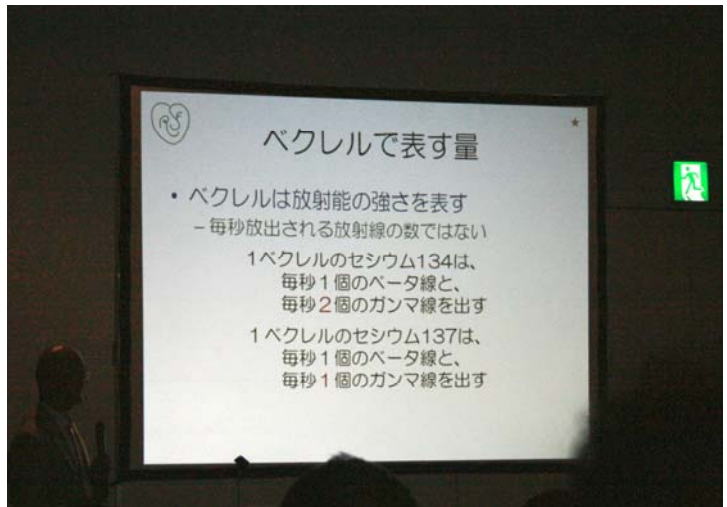 ベクレルで表す量
• ベクレルは放射能の強さを表す
– 毎秒放出される放射線の数ではない
1ベクレルのセシウム134は、
毎秒1個のベータ線と、
毎秒2個のガンマ線を出す
1ベクレルのセシウム137は、
毎秒1個のベータ線と、
毎秒1個のガンマ線を出す